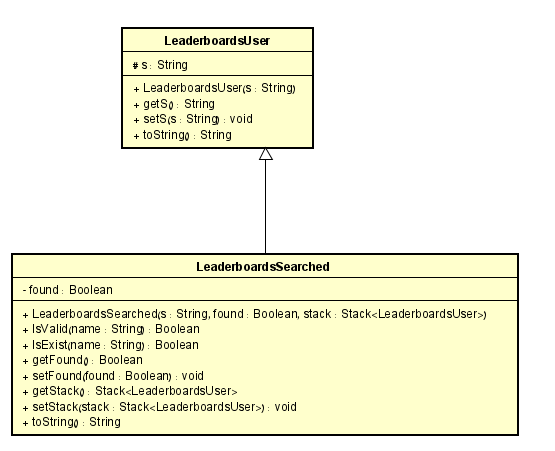 LeaderboardsUser
# s : String
+ LeaderboardsUser(s : String)
+ getS() : String
+ setS(s : String) : void
+ toString() : String
LeaderboardsSearched
- found : Boolean
+ LeaderboardsSearched(s : String, found : Boolean, stack : Stack<LeaderboardsUser>)
+ IsValid(name : String) : Boolean
+ IsExist(name : String) : Boolean
+ getFound() : Boolean
+ setFound(found : Boolean) : void
+ getStack() : Stack<LeaderboardsUser>
+ setStack(stack : Stack<LeaderboardsUser>) : void
+ toString() : String